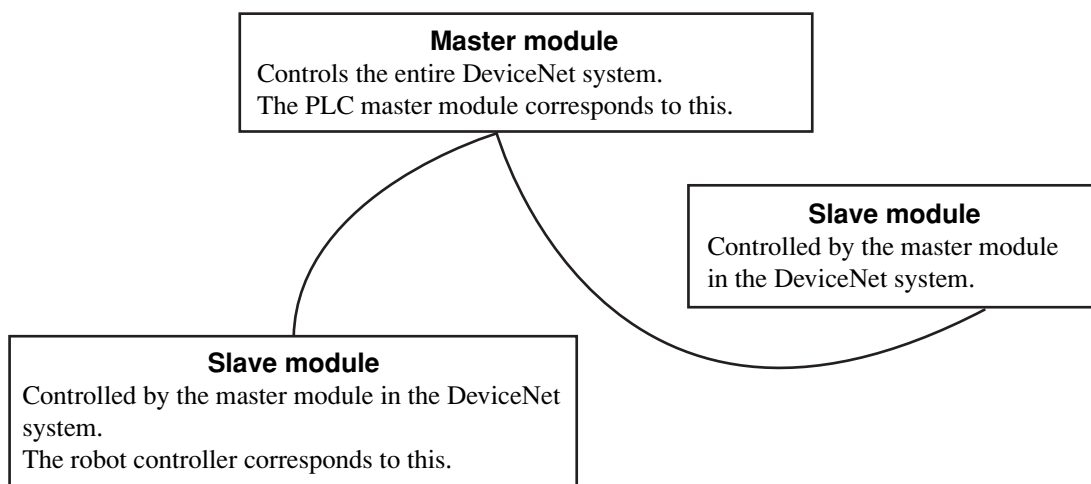 Master module
Controls the entire DeviceNet system.
The PLC master module corresponds to this.
Slave module
Controlled by the master module
in the DeviceNet system.
Slave module
Controlled by the master module in the DeviceNet
system.
The robot controller corresponds to this.